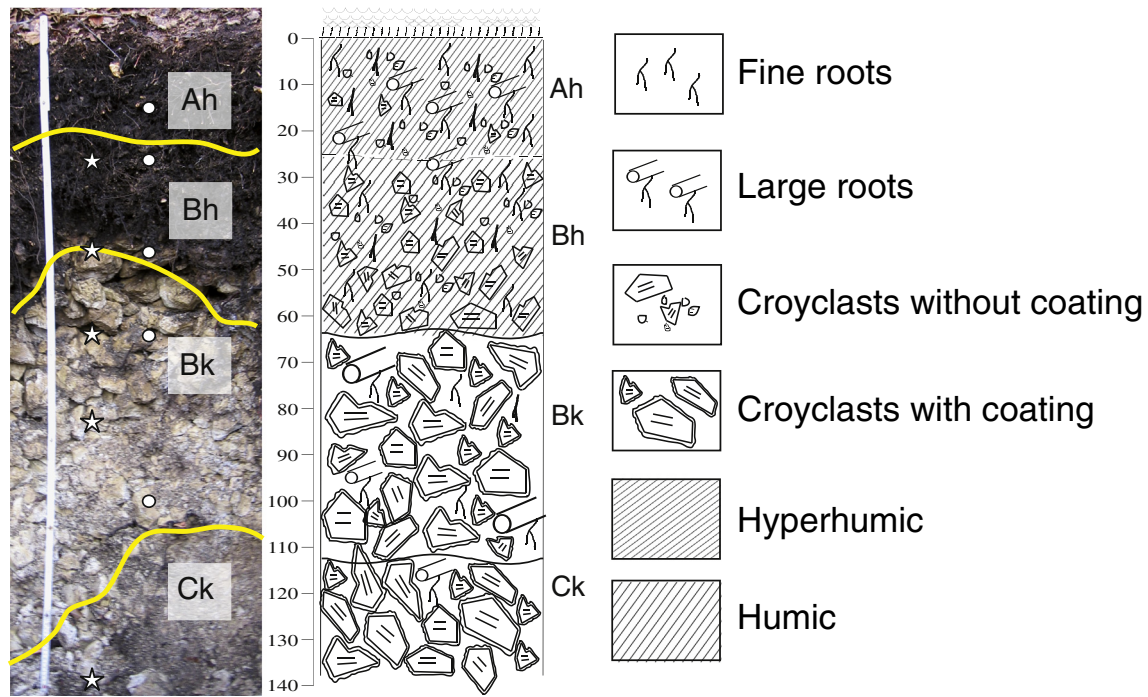 Ah
Bh
Bk
Ck
0
10
20
30
40
50
60
70
80
90
100
110
120
130
140
Ah
Bh
Bk
Ck
Fine roots
Large roots
Croyclasts without coating
Croyclasts with coating
Hyperhumic
Humic